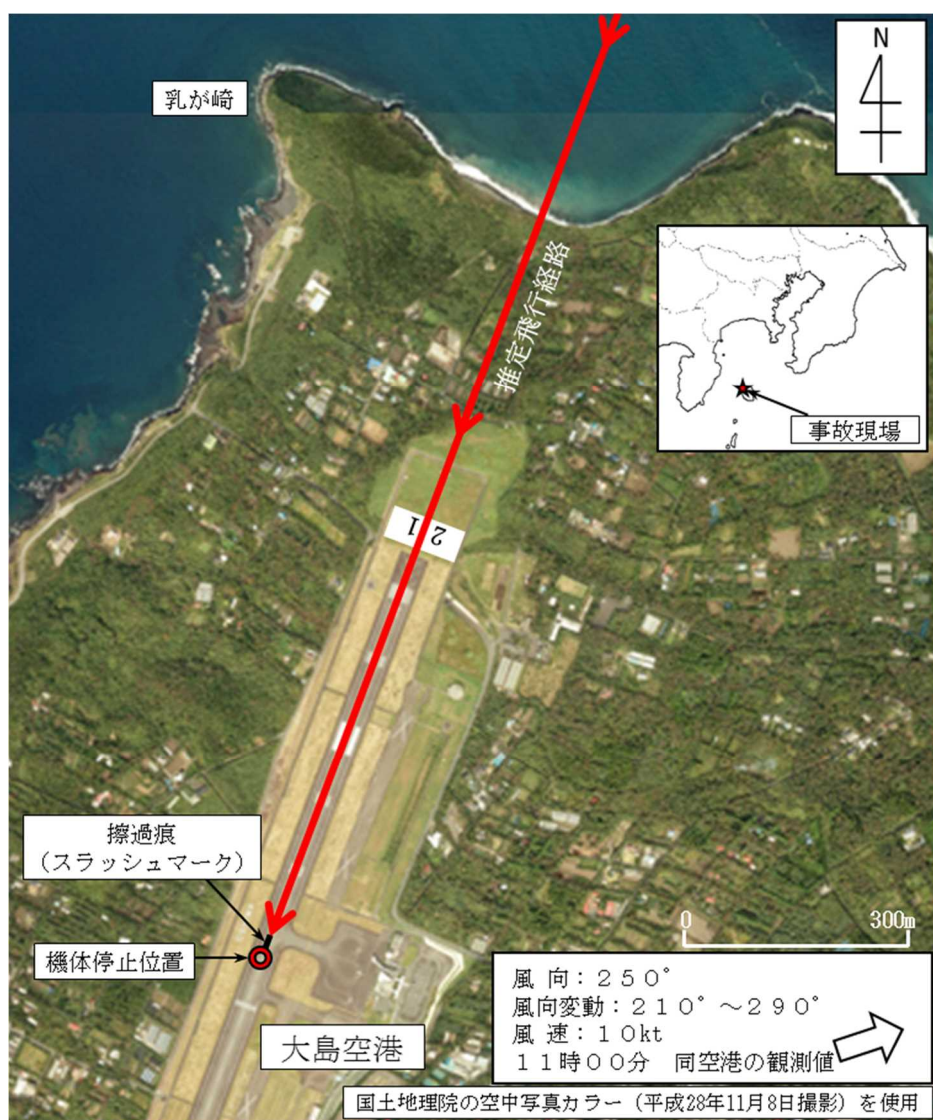 N
乳が崎
推定飛行経路
事故現場
21
擦過痕
(スラッシュマーク)
機体停止位置
0 300m
風 向:250°
風向変動:210°~290°
風 速:10kt
11時00分 同空港の観測値
大島空港
国土地理院の空中写真カラー(平成28年11月8日撮影)を使用